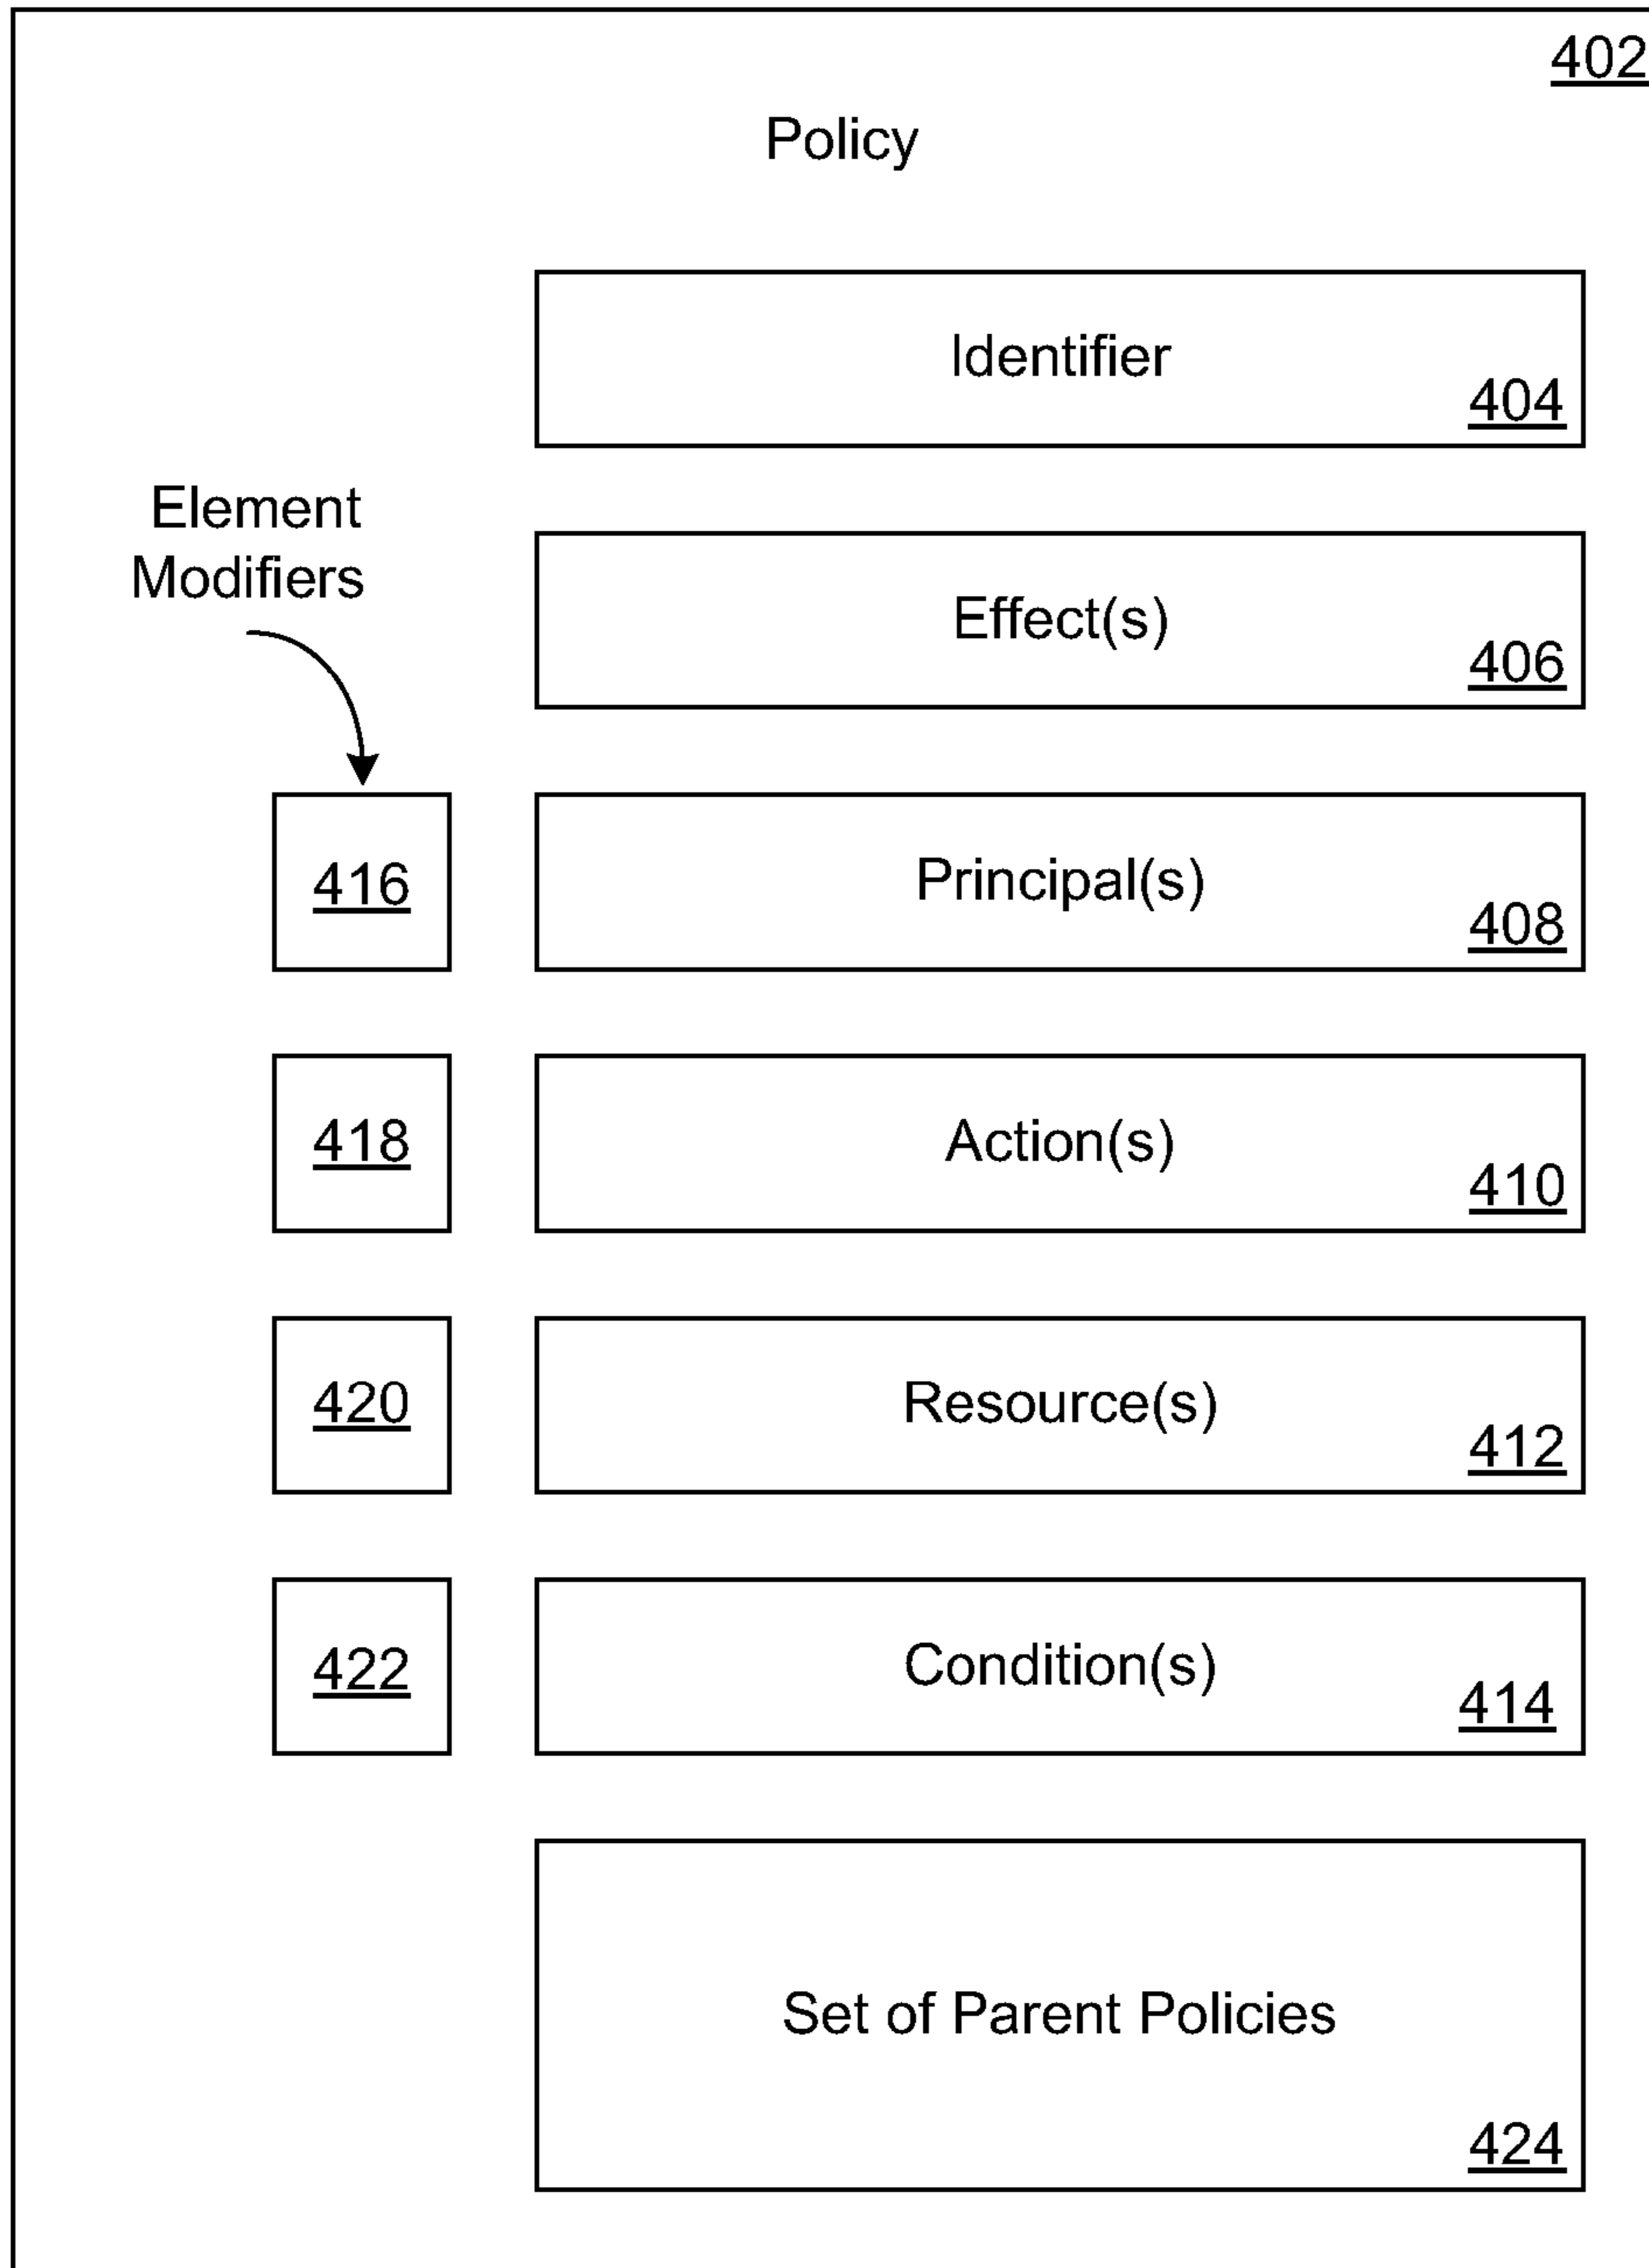 402
Policy
Identifier
404
Element
Modifiers
Effect(s)
406
416
Principal(s)
408
418
Action(s)
410
420
Resource(s)
412
422
Condition(s)
414
Set of Parent Policies
424